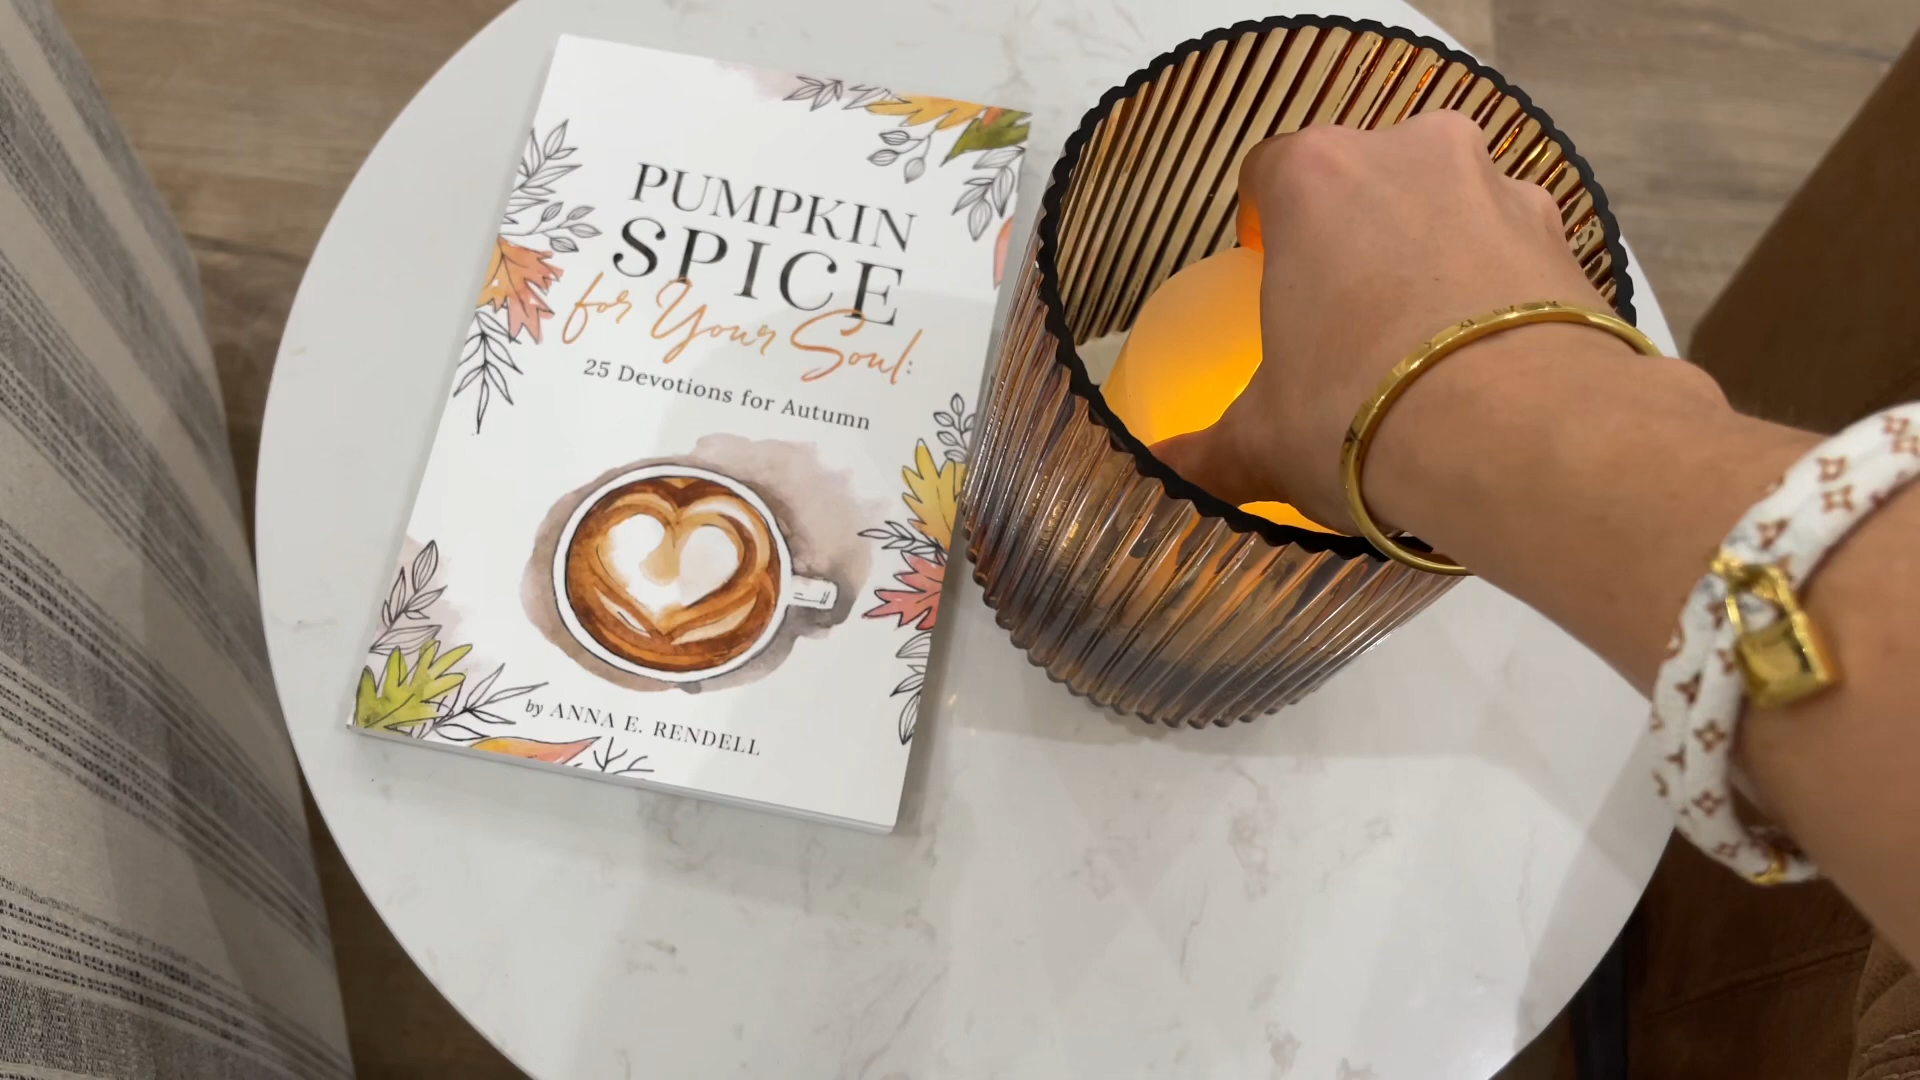 PUMPKIN
SPICE
for Your Soul:
25 Devotions for Autumn
by ANNA E. RENDELL